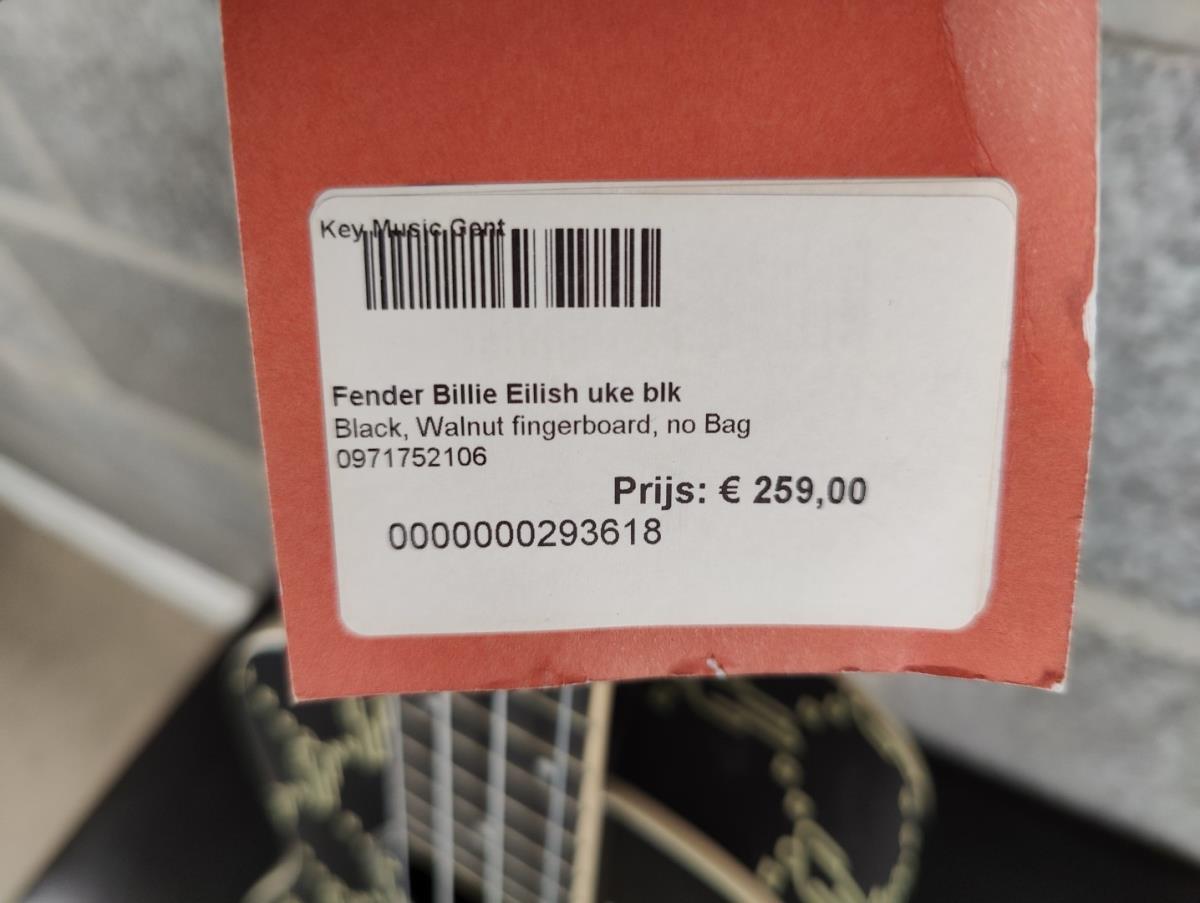 Key Music Gent
Fender Billie Eilish uke blk
Black, Walnut fingerboard, no Bag
0971752106
Prijs: € 259,00
0000000293618